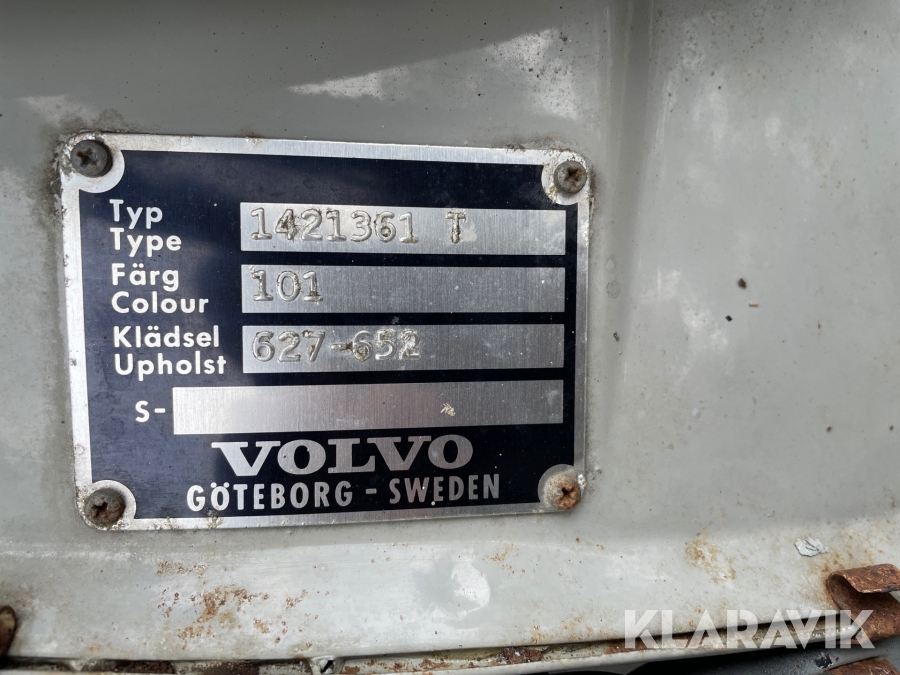 Typ
Type 1421361 T
Färg
Colour 101
Klädsel
Upholst 627-652
S-
VOLVO
GÖTEBORG - SWEDEN
KLARAVIK